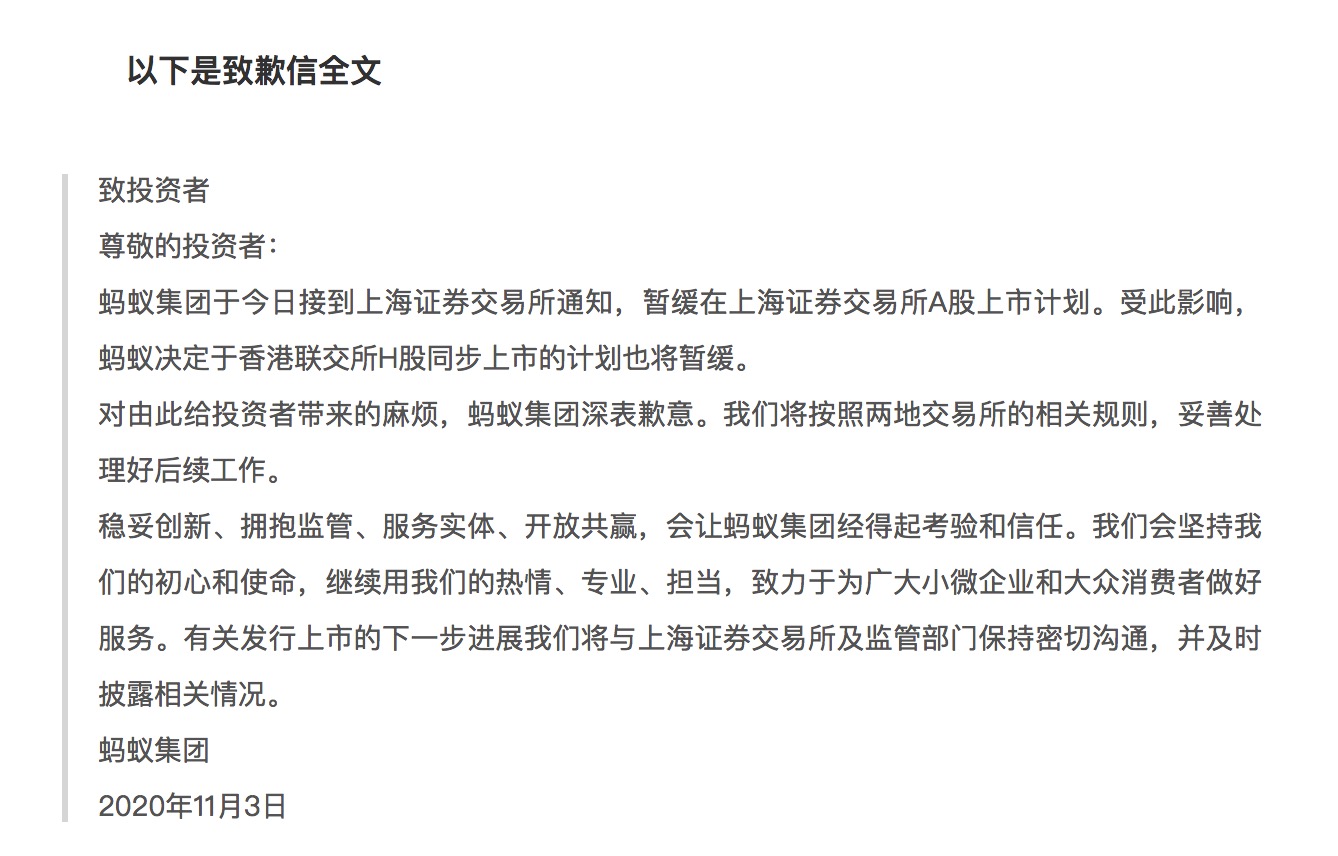 以下是致歉信全文
致投资者
尊敬的投资者：
蚂蚁集团于今日接到上海证券交易所通知，暂缓在上海证券交易所A股上市计划。受此影响，
蚂蚁决定于香港联交所H股同步上市的计划也将暂缓。
对由此给投资者带来的麻烦，蚂蚁集团深表歉意。我们将按照两地交易所的相关规则，妥善处
理好后续工作。
稳妥创新、拥抱监管、服务实体、开放共赢，会让蚂蚁集团经得起考验和信任。我们会坚持我
们的初心和使命，继续用我们的热情、专业、担当，致力于为广大小微企业和大众消费者做好
服务。有关发行上市的下一步进展我们将与上海证券交易所及监管部门保持密切沟通，并及时
披露相关情况。
蚂蚁集团
2020年11月3日